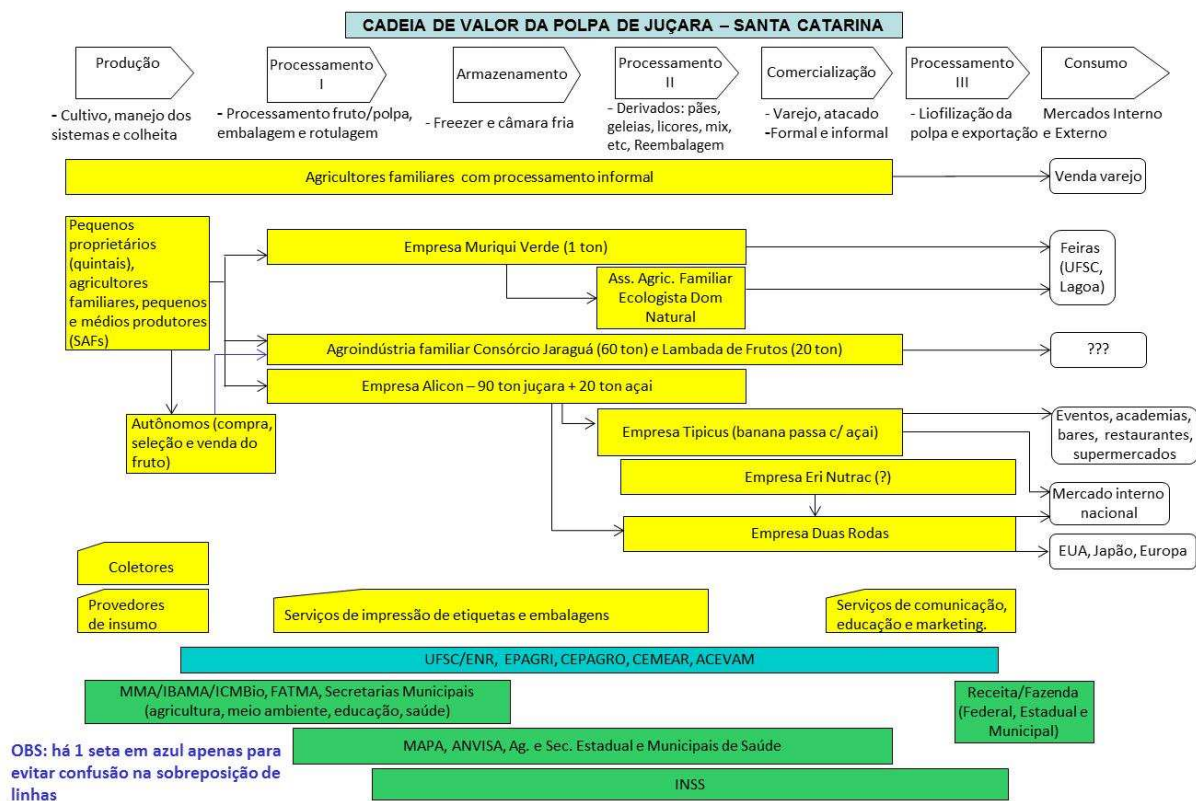 CADEIA DE VALOR DA POLPA DE JUÇARA – SANTA CATARINA
Produção
Processamento
I
Armazenamento
Processamento
II
Comercialização
Processamento
III
Consumo
- Cultivo, manejo dos
sistemas e colheita
- Processamento fruto/polpa,
embalagem e rotulagem
- Freezer e câmara fria
- Derivados: pães,
geleias, licores, mix,
etc, Reembalagem
- Varejo, atacado
-Formal e informal
- Liofilização da
polpa e exportação
Mercados Interno
e Externo
Agricultores familiares com processamento informal
Venda varejo
Pequenos
proprietários
(quintais),
agricultores
familiares, pequenos
e médios produtores
(SAFs)
Empresa Muriqui Verde (1 ton)
Ass. Agric. Familiar
Ecologista Dom
Natural
Feiras
(UFSC,
Lagoa)
Agroindústria familiar Consórcio Jaraguá (60 ton) e Lambada de Frutos (20 ton)
???
Empresa Alicon – 90 ton juçara + 20 ton açai
Autônomos (compra,
seleção e venda do
fruto)
Empresa Tipicus (banana passa c/ açai)
Eventos, academias,
bares, restaurantes,
supermercados
Empresa Eri Nutrac (?)
Mercado interno
nacional
Empresa Duas Rodas
EUA, Japão, Europa
Coletores
Provedores
de insumo
Serviços de impressão de etiquetas e embalagens
Serviços de comunicação,
educação e marketing.
UFSC/ENR, EPAGRI, CEPAGRO, CEMEAR, ACEVAM
MMA/IBAMA/ICMBio, FATMA, Secretarias Municipais
(agricultura, meio ambiente, educação, saúde)
Receita/Fazenda
(Federal, Estadual e
Municipal)
MAPA, ANVISA, Ag. e Sec. Estadual e Municipais de Saúde
INSS
OBS: há 1 seta em azul apenas para
evitar confusão na sobreposição de
linhas